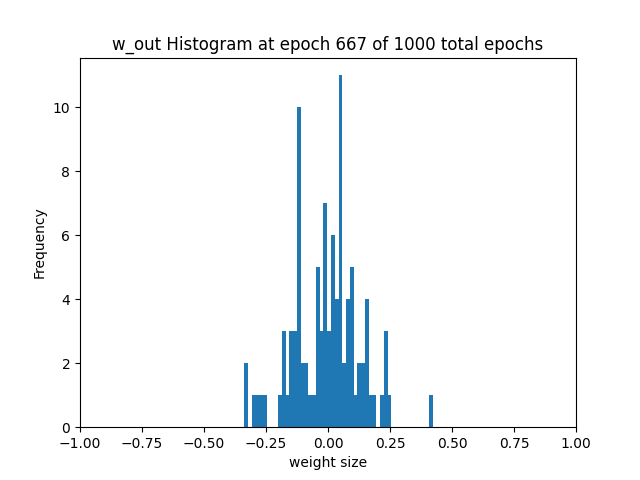 w_out Histogram at epoch 667 of 1000 total epochs
Frequency
10
8
6
4
2
0
−1.00 −0.75 −0.50 −0.25 0.00 0.25 0.50 0.75 1.00
weight size